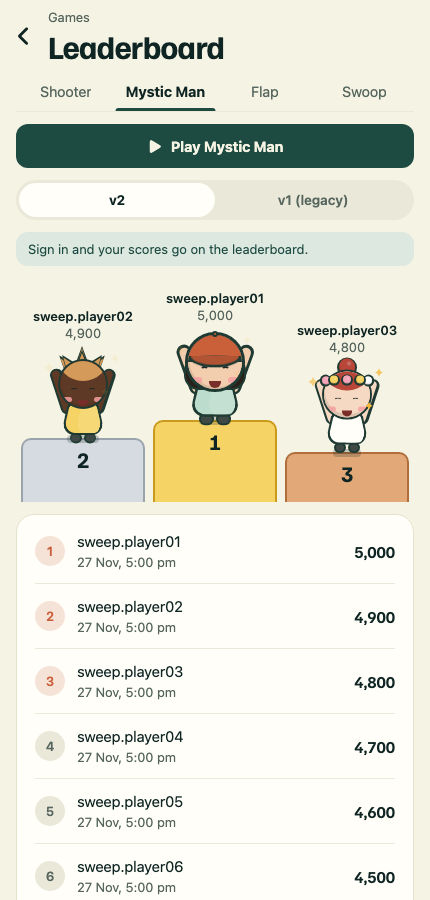 Games
Leaderboard
Shooter
Mystic Man
Flap
Swoop
Play Mystic Man
v2
v1 (legacy)
Sign in and your scores go on the leaderboard.
sweep.player01
5,000
sweep.player02
4,900
sweep.player03
4,800
2
1
3
1
sweep.player01
27 Nov, 5:00 pm
5,000
2
sweep.player02
27 Nov, 5:00 pm
4,900
3
sweep.player03
27 Nov, 5:00 pm
4,800
4
sweep.player04
27 Nov, 5:00 pm
4,700
5
sweep.player05
27 Nov, 5:00 pm
4,600
6
sweep.player06
27 Nov, 5:00 pm
4,500